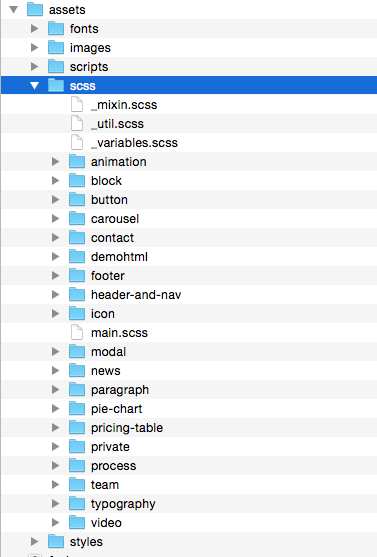 assets
fonts
images
scripts
scss
_mixin.scss
_util.scss
_variables.scss
animation
block
button
carousel
contact
demohtml
footer
header-and-nav
icon
main.scss
modal
news
paragraph
pie-chart
pricing-table
private
process
team
typography
video
styles